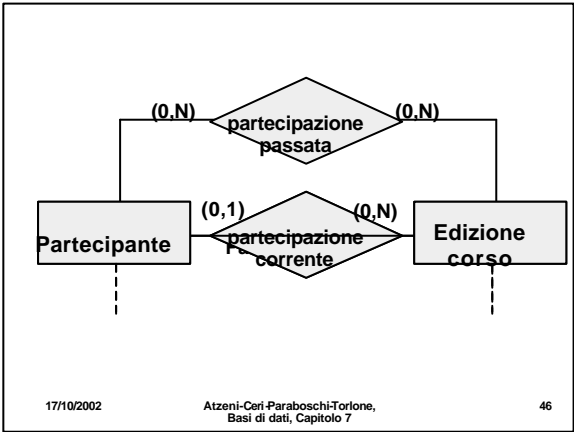 (0,N)
(0,N)
partecipazione
passata
(0,1)
(0,N)
Partecipante
partecipazione
corrente
Edizione
corso
17/10/2002
Atzeni-Ceri-Paraboschi-Torlone,
Basi di dati, Capitolo 7
46